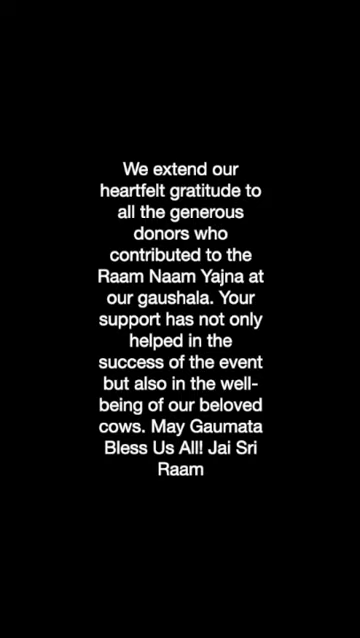 We extend our
heartfelt gratitude to
all the generous
donors who
contributed to the
Raam Naam Yajna at
our gaushala. Your
support has not only
helped in the
success of the event
but also in the well-
being of our beloved
cows. May Gaumata
Bless Us All! Jai Sri
Raam